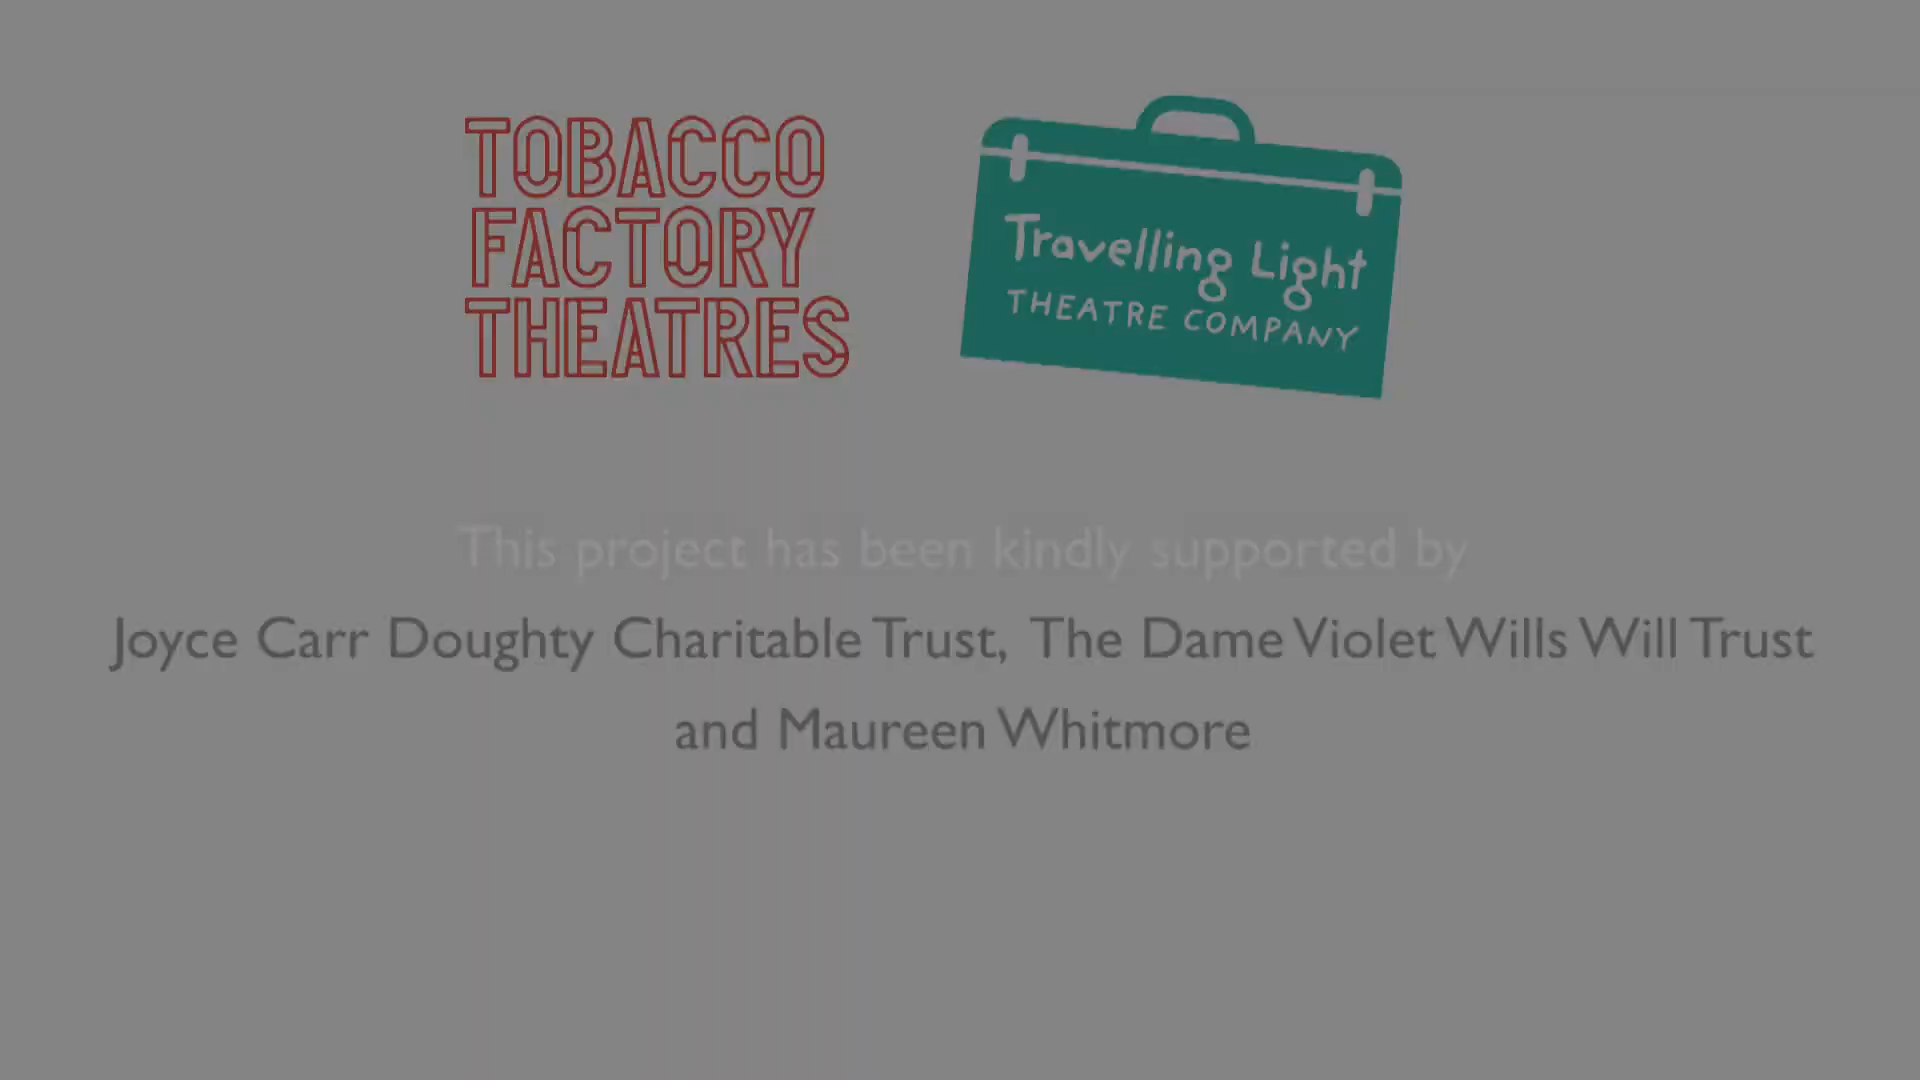 TOBACCO
FACTORY
THEATRES
Travelling Light
THEATRE COMPANY
This project has been kindly supported by
Joyce Carr Doughty Charitable Trust, The Dame Violet Wills Will Trust
and Maureen Whitmore